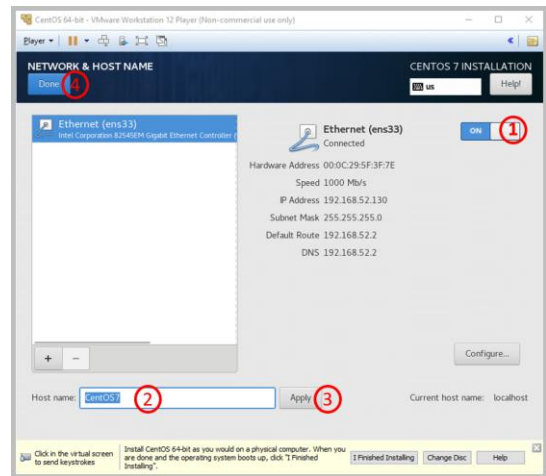 CentOS 64-bit - VMware Workstation 12 Player (Non-commercial use only)
Player
NETWORK & HOST NAME
CENTOS 7 INSTALLATION
Done
4
us
Help!
Ethernet (ens33)
Intel Corporation 82545EM Gigabit Ethernet Controller (
Ethernet (ens33)
Connected
ON
1
Hardware Address 00:0C:29:5F:3F:7E
Speed 1000 Mb/s
IP Address 192.168.52.130
Subnet Mask 255.255.255.0
Default Route 192.168.52.2
DNS 192.168.52.2
+ −
Configure...
Host name: CentOS7
2
Apply
3
Current host name: localhost
Click in the virtual screen
to send keystrokes
Install CentOS 64-bit as you would on a physical computer. When you
are done and the operating system boots up, click "I Finished
Installing".
I Finished Installing
Change Disc
Help